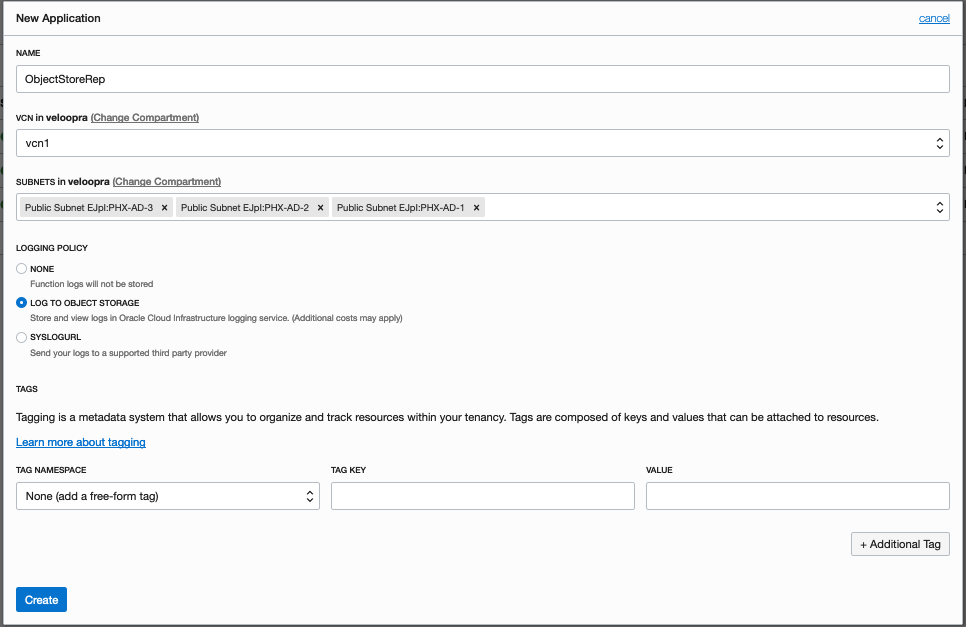 New Application
cancel
NAME
ObjectStoreRep
VCN in veloopra (Change Compartment)
vcn1
SUBNETS in veloopra (Change Compartment)
Public Subnet EJpI:PHX-AD-3 × Public Subnet EJpI:PHX-AD-2 × Public Subnet EJpI:PHX-AD-1 ×
LOGGING POLICY
NONE
Function logs will not be stored
LOG TO OBJECT STORAGE
Store and view logs in Oracle Cloud Infrastructure logging service. (Additional costs may apply)
SYSLOGURL
Send your logs to a supported third party provider
TAGS
Tagging is a metadata system that allows you to organize and track resources within your tenancy. Tags are composed of keys and values that can be attached to resources.
Learn more about tagging
TAG NAMESPACE
TAG KEY
VALUE
None (add a free-form tag)
+ Additional Tag
Create